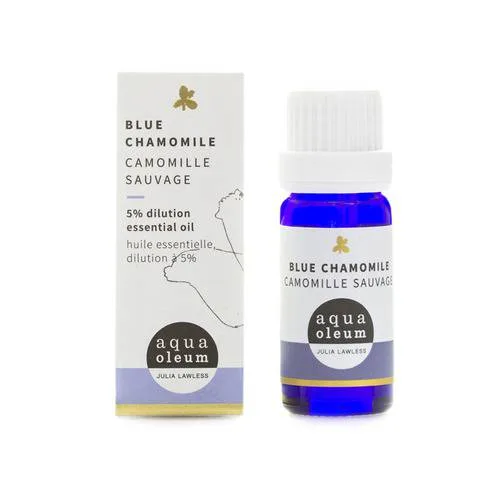 BLUE
CHAMOMILE
CAMOMILLE
SAUVAGE
5% dilution
essential oil
huile essentielle,
dilution à 5%
aqua
oleum
JULIA LAWLESS
BLUE CHAMOMILE
CAMOMILLE SAUVAGE
aqua
oleum
JULIA LAWLESS